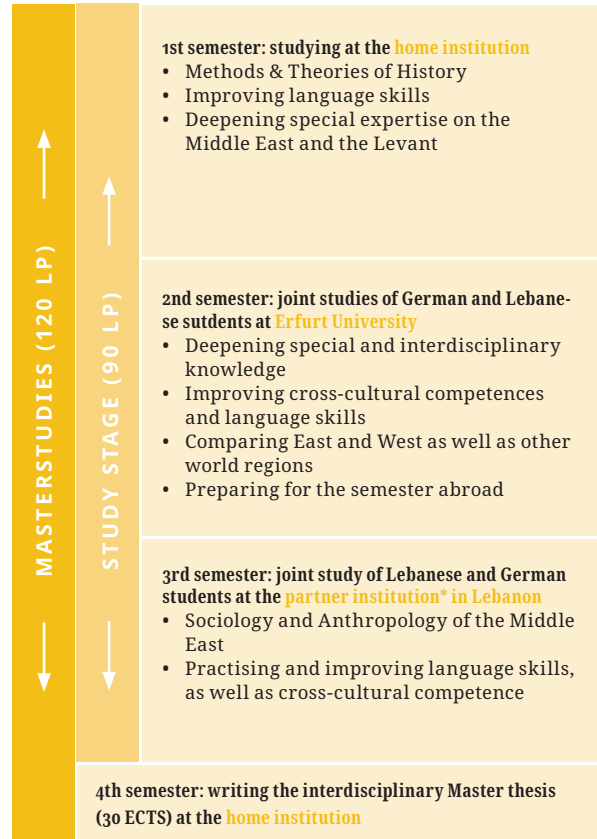 MASTERSTUDIES (120 LP)
STUDY STAGE (90 LP)
1st semester: studying at the home institution
• Methods & Theories of History
• Improving language skills
• Deepening special expertise on the
Middle East and the Levant
2nd semester: joint studies of German and Lebane-
se sutdents at Erfurt University
• Deepening special and interdisciplinary
knowledge
• Improving cross-cultural competences
and language skills
• Comparing East and West as well as other
world regions
• Preparing for the semester abroad
3rd semester: joint study of Lebanese and German
students at the partner institution* in Lebanon
• Sociology and Anthropology of the Middle
East
• Practising and improving language skills,
as well as cross-cultural competence
4th semester: writing the interdisciplinary Master thesis
(30 ECTS) at the home institution